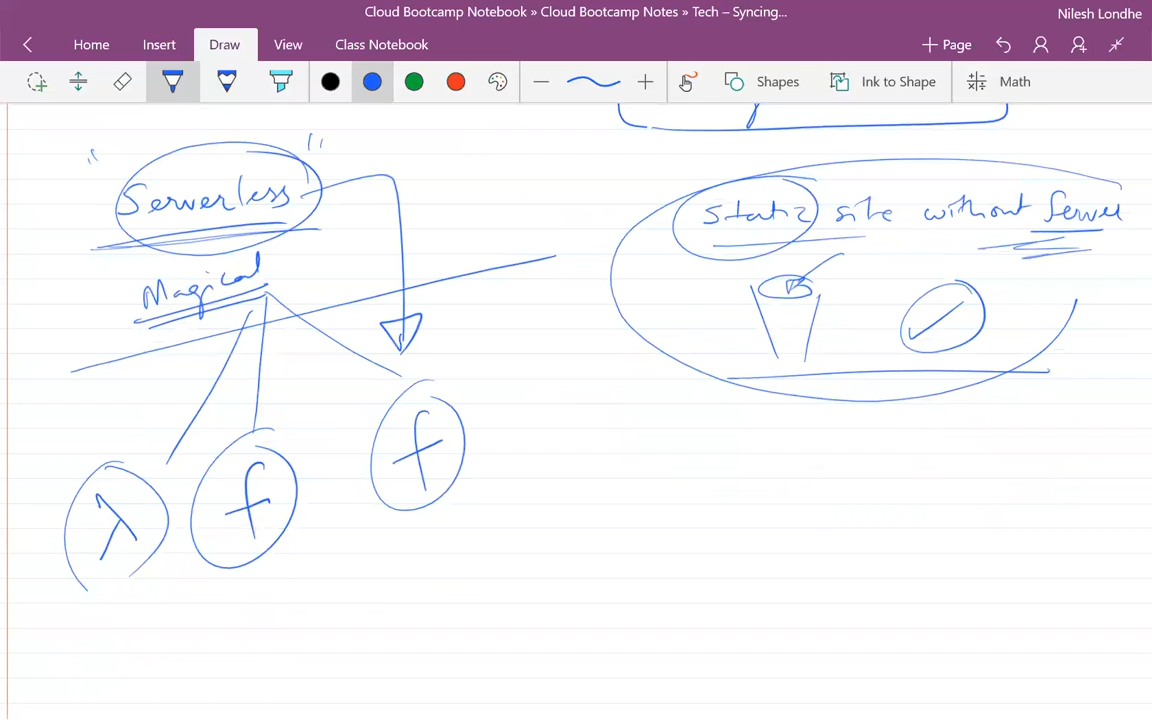 Cloud Bootcamp Notebook » Cloud Bootcamp Notes » Tech – Syncing...
Nilesh Londhe
Home Insert Draw View Class Notebook Page
Shapes Ink to Shape Math
"Serverless"
Static site without Server
Magical
B
λ f f